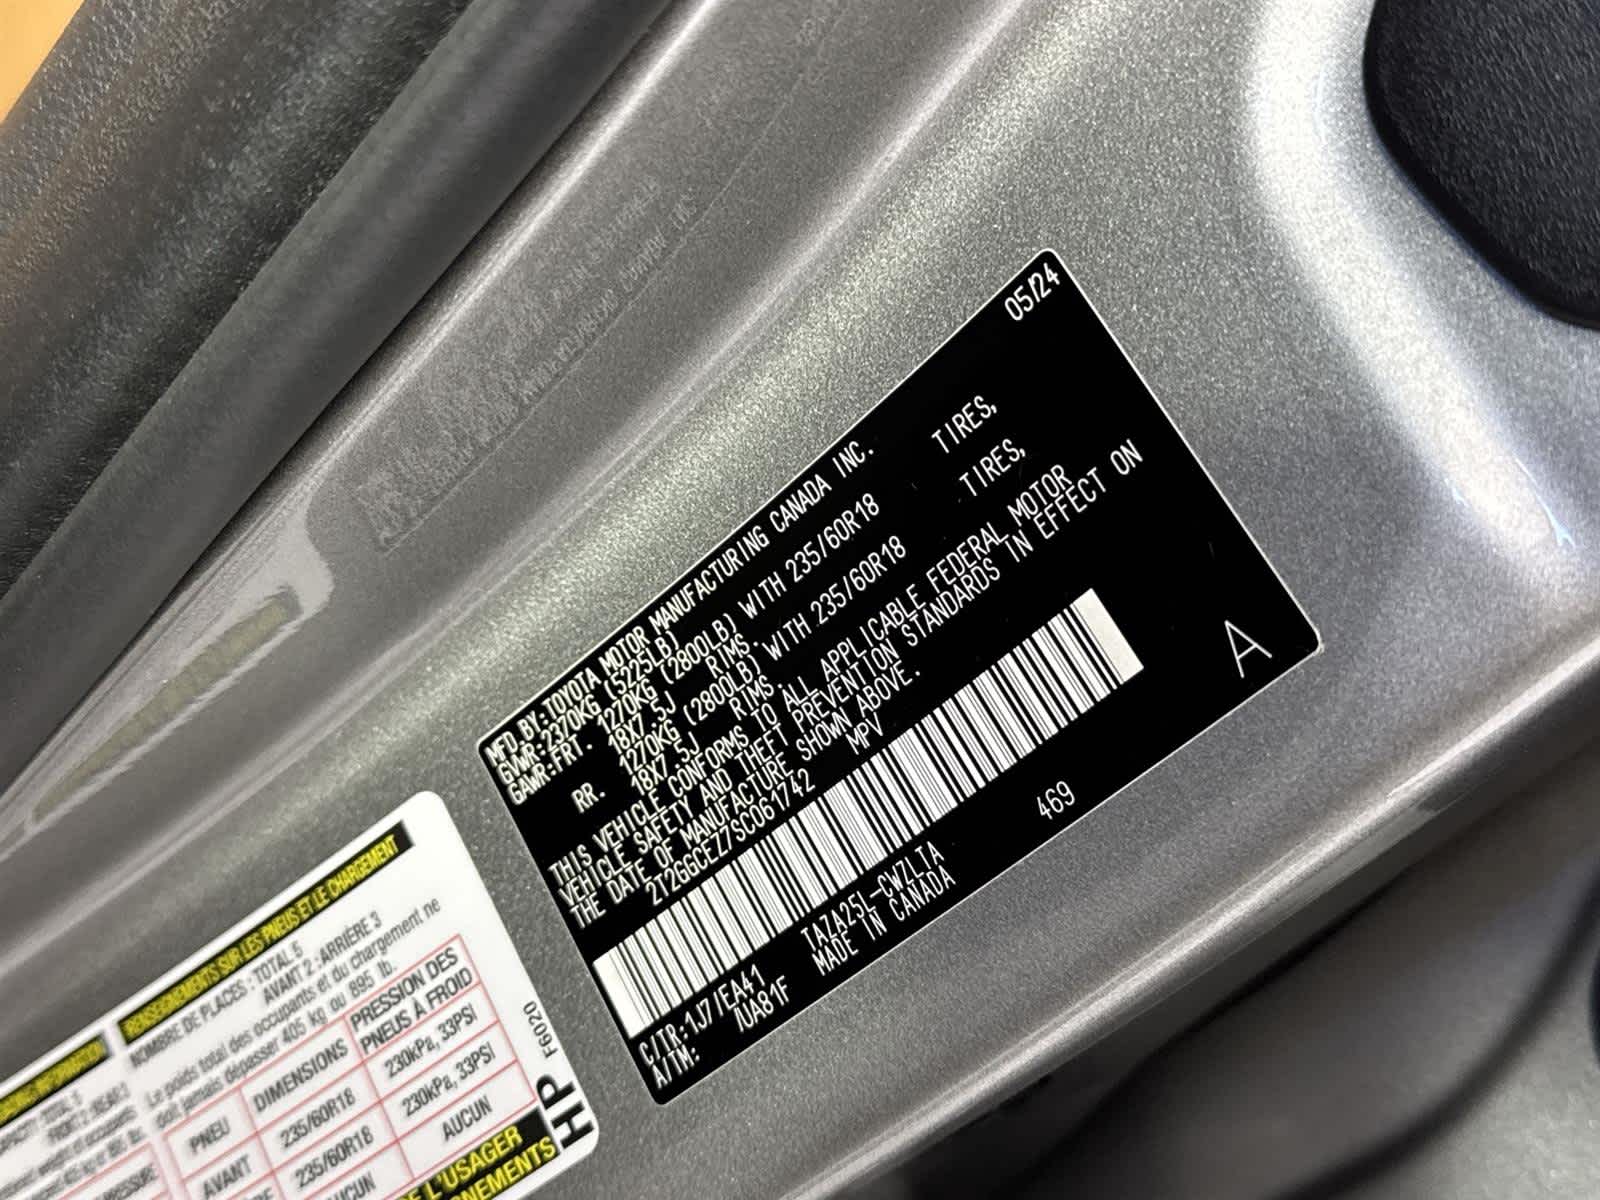 05/24
MFD BY:TOYOTA MOTOR MANUFACTURING CANADA INC.
GVWR:2370KG (5225LB)
GAWR:FRT. 1270KG (2800LB) WITH 235/60R18 TIRES,
18X7.5J RIMS.
RR. 1270KG (2800LB) WITH 235/60R18 TIRES,
18X7.5J RIMS.
THIS VEHICLE CONFORMS TO ALL APPLICABLE FEDERAL MOTOR
VEHICLE SAFETY AND THEFT PREVENTION STANDARDS IN EFFECT ON
THE DATE OF MANUFACTURE SHOWN ABOVE.
2T2GGCEZ7SC061742 MPV
A
C/TR:1J7/EA41 TAZA25L-CWZLTA 469
A/TM: /UA81F MADE IN CANADA
RENSEIGNEMENTS SUR LES PNEUS ET LE CHARGEMENT
NOMBRE DE PLACES : TOTAL 5
AVANT 2 : ARRIÈRE 3
Le poids total des occupants et du chargement ne
doit jamais dépasser 405 kg ou 895 lb.
PNEU DIMENSIONS PRESSION DES
PNEUS À FROID
AVANT 235/60R18 230kPa, 33PSI
235/60R18 230kPa, 33PSI
AUCUN
L'USAGER
HP F6020
TOTAL 5
PRESSURE